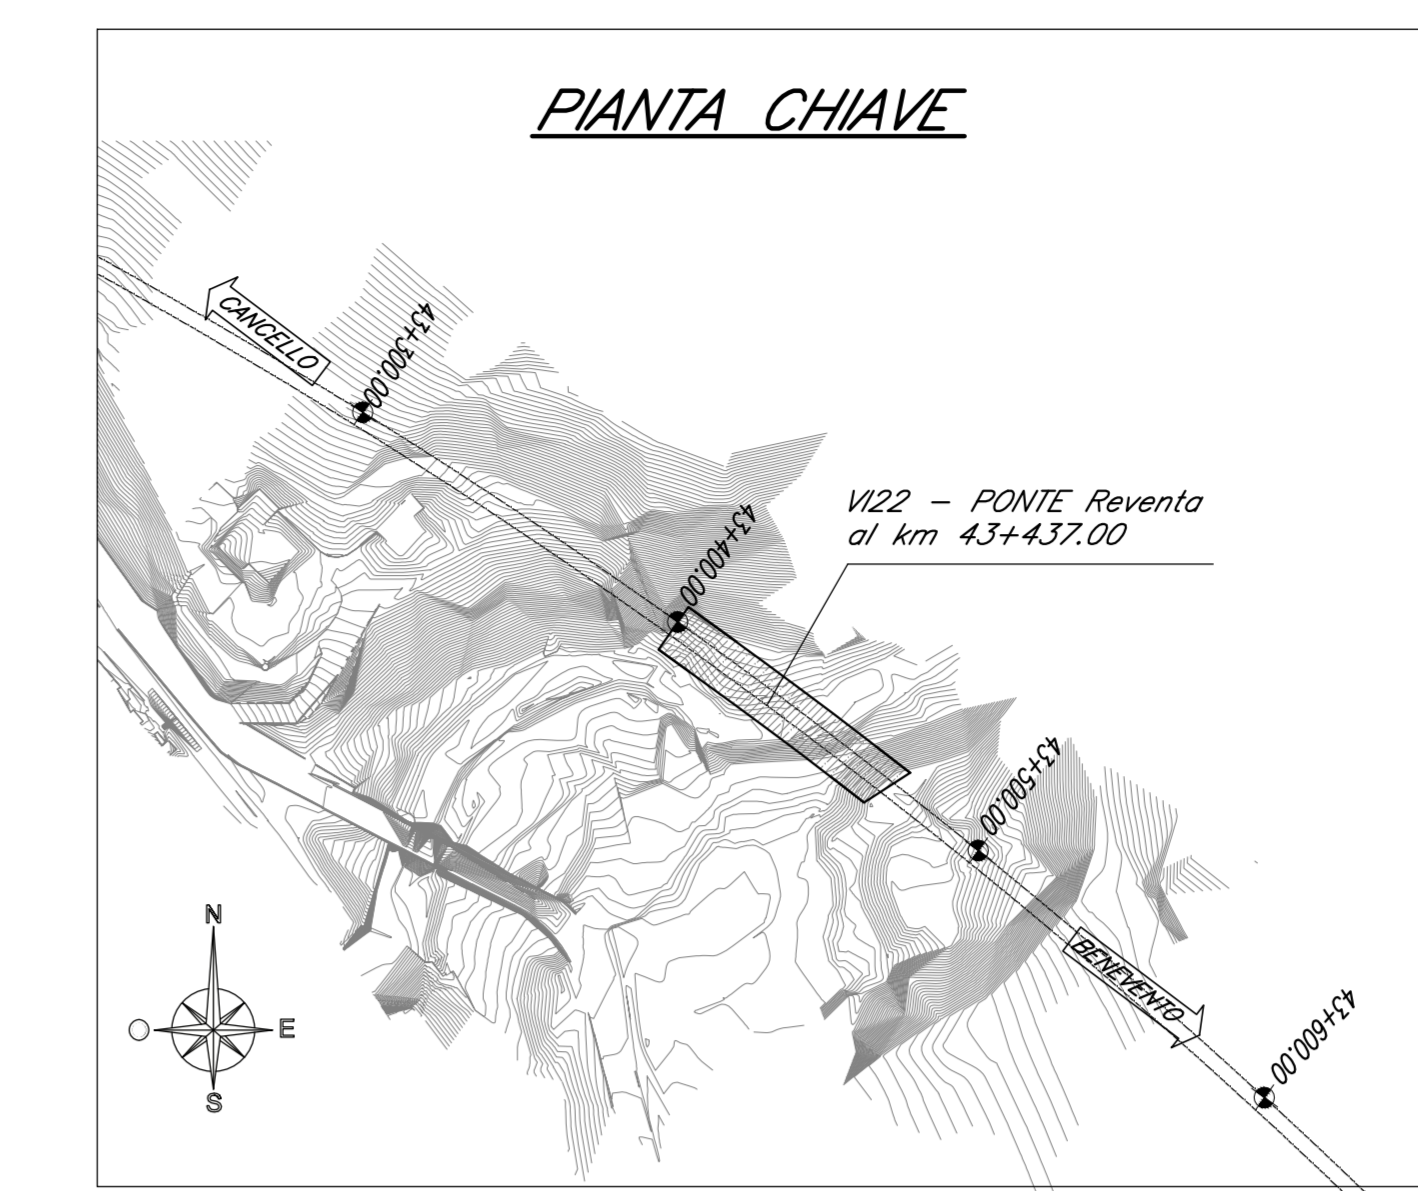 PIANTA CHIAVE
CANCELLO
43+300.00
43+400.00
VI22 – PONTE Reventa
al km 43+437.00
43+500.00
BENEVENTO
43+600.00
N
O
E
S